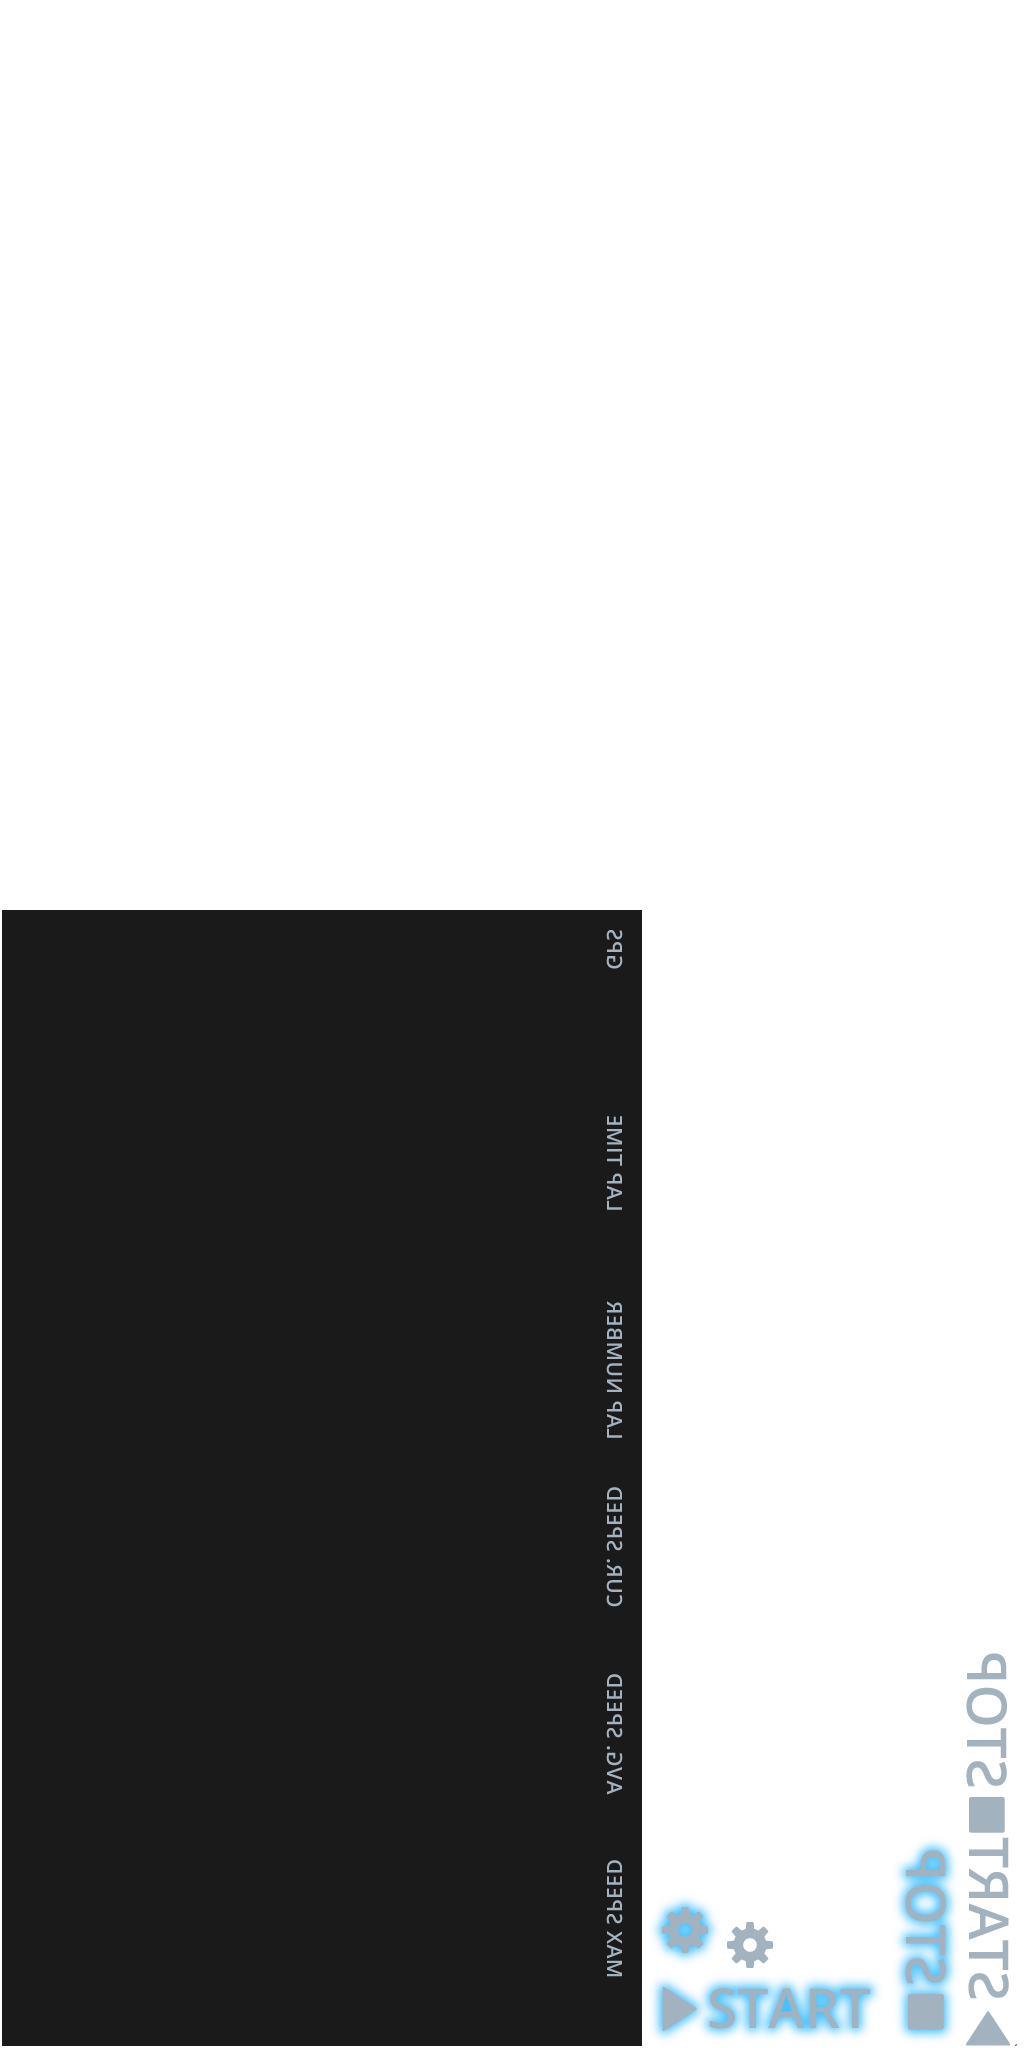 GPS
LAP TIME
LAP NUMBER
CUR. SPEED
AVG. SPEED
MAX SPEED
START
STOP
STOP
START